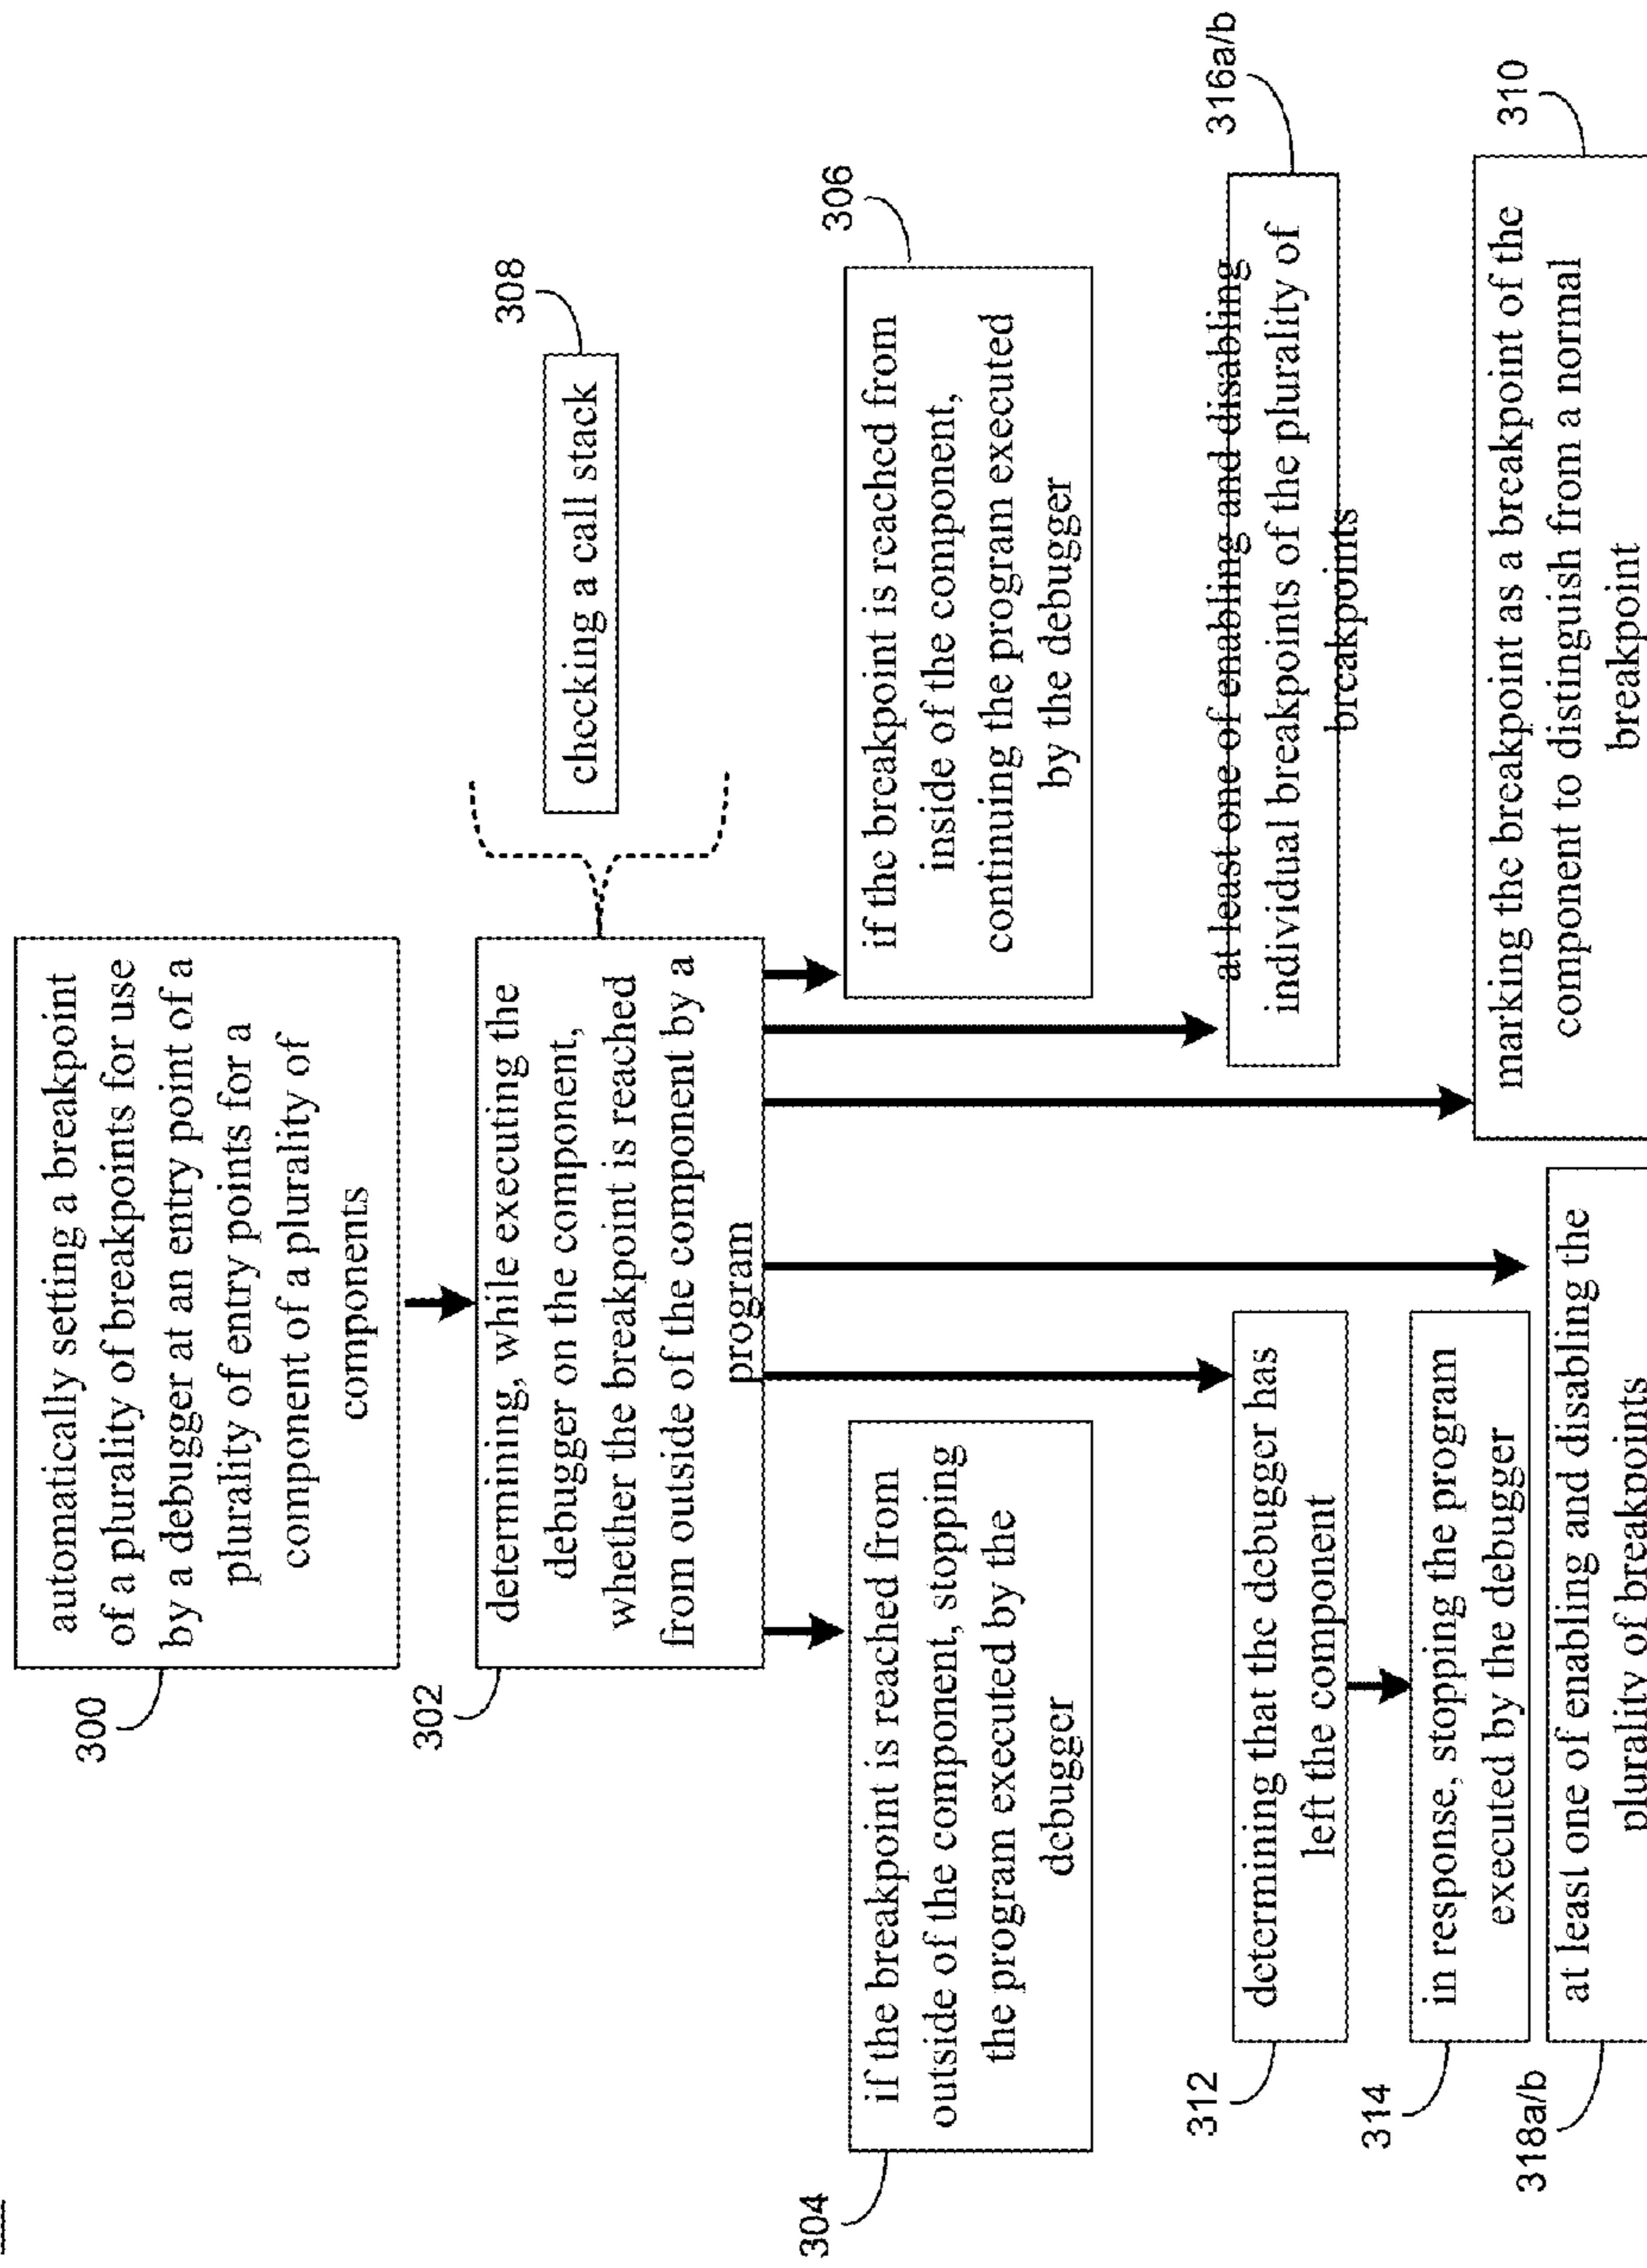 300
automatically setting a breakpoint
of a plurality of breakpoints for use
by a debugger at an entry point of a
plurality of entry points for a
component of a plurality of
components
302
determining, while executing the
debugger on the component,
whether the breakpoint is reached
from outside of the component by a
program
308
checking a call stack
304
if the breakpoint is reached from
outside of the component, stopping
the program executed by the
debugger
306
if the breakpoint is reached from
inside of the component,
continuing the program executed
by the debugger
312
determining that the debugger has
left the component
316a/b
at least one of enabling and disabling
individual breakpoints of the plurality of
breakpoints
314
in response, stopping the program
executed by the debugger
310
marking the breakpoint as a breakpoint of the
component to distinguish from a normal
breakpoint
318a/b
at least one of enabling and disabling the
plurality of breakpoints